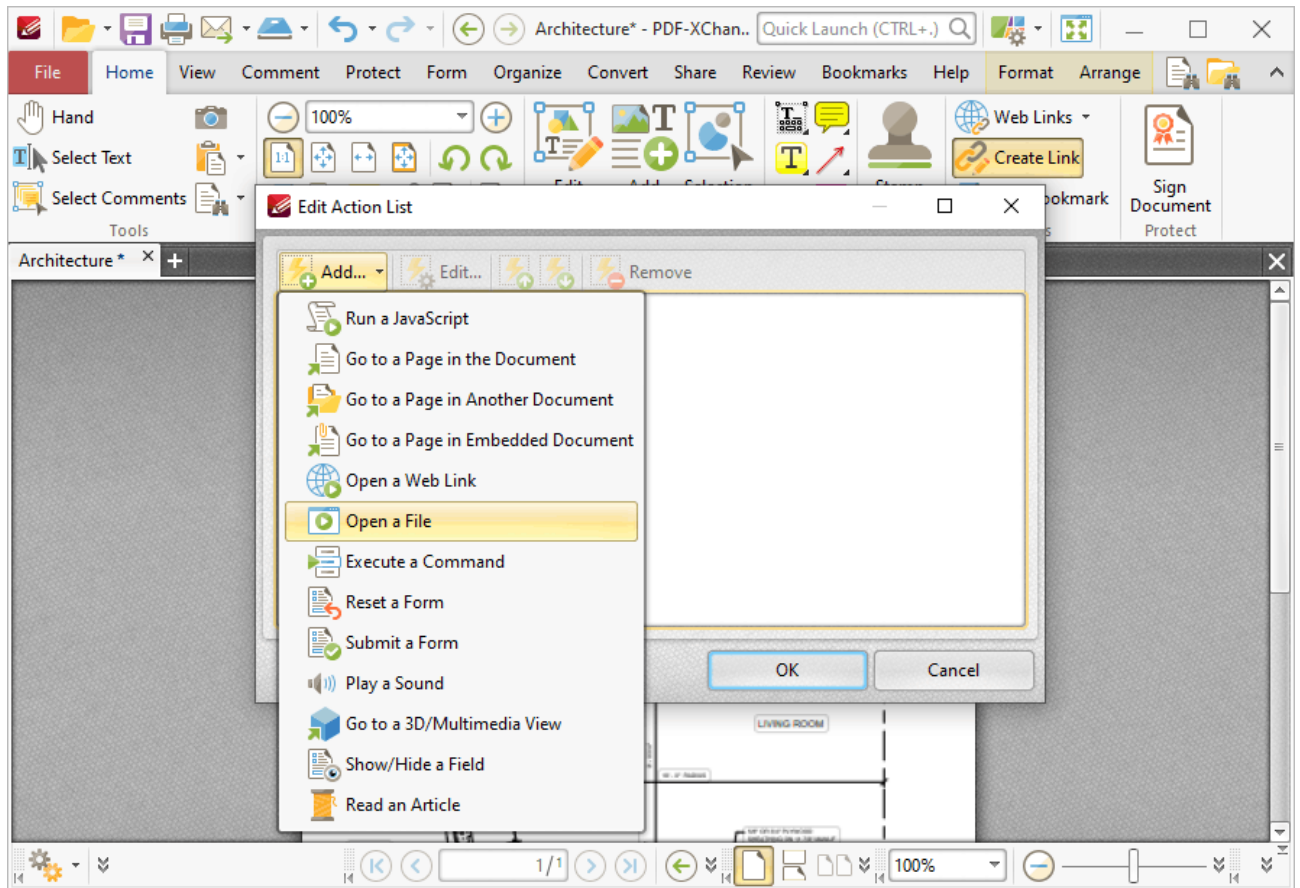 Architecture* - PDF-XChan.. Quick Launch (CTRL+.)
File Home View Comment Protect Form Organize Convert Share Review Bookmarks Help Format Arrange
Hand 100% Web Links
Select Text 1:1 Create Link
Select Comments Sign Document
Tools Protect
Edit Action List
Architecture *
Add... Edit... Remove
Run a JavaScript
Go to a Page in the Document
Go to a Page in Another Document
Go to a Page in Embedded Document
Open a Web Link
Open a File
Execute a Command
Reset a Form
Submit a Form
OK Cancel
Play a Sound
Go to a 3D/Multimedia View
LIVING ROOM
Show/Hide a Field
Read an Article
1/1 100%